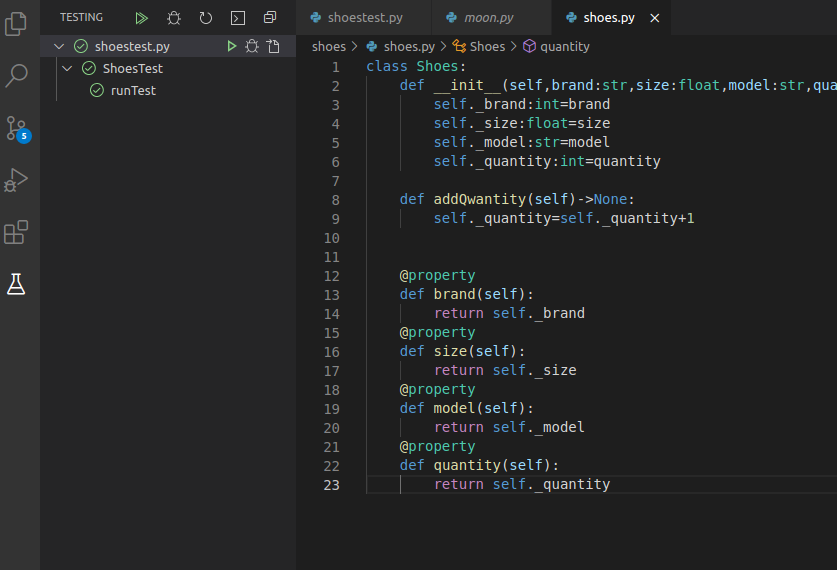 TESTING
shoestest.py
ShoesTest
runTest
5
shoestest.py moon.py shoes.py
shoes > shoes.py > Shoes > quantity
1 class Shoes:
2 def __init__(self,brand:str,size:float,model:str,qua
3 self._brand:int=brand
4 self._size:float=size
5 self._model:str=model
6 self._quantity:int=quantity
7
8 def addQwantity(self)->None:
9 self._quantity=self._quantity+1
10
11
12 @property
13 def brand(self):
14 return self._brand
15 @property
16 def size(self):
17 return self._size
18 @property
19 def model(self):
20 return self._model
21 @property
22 def quantity(self):
23 return self._quantity